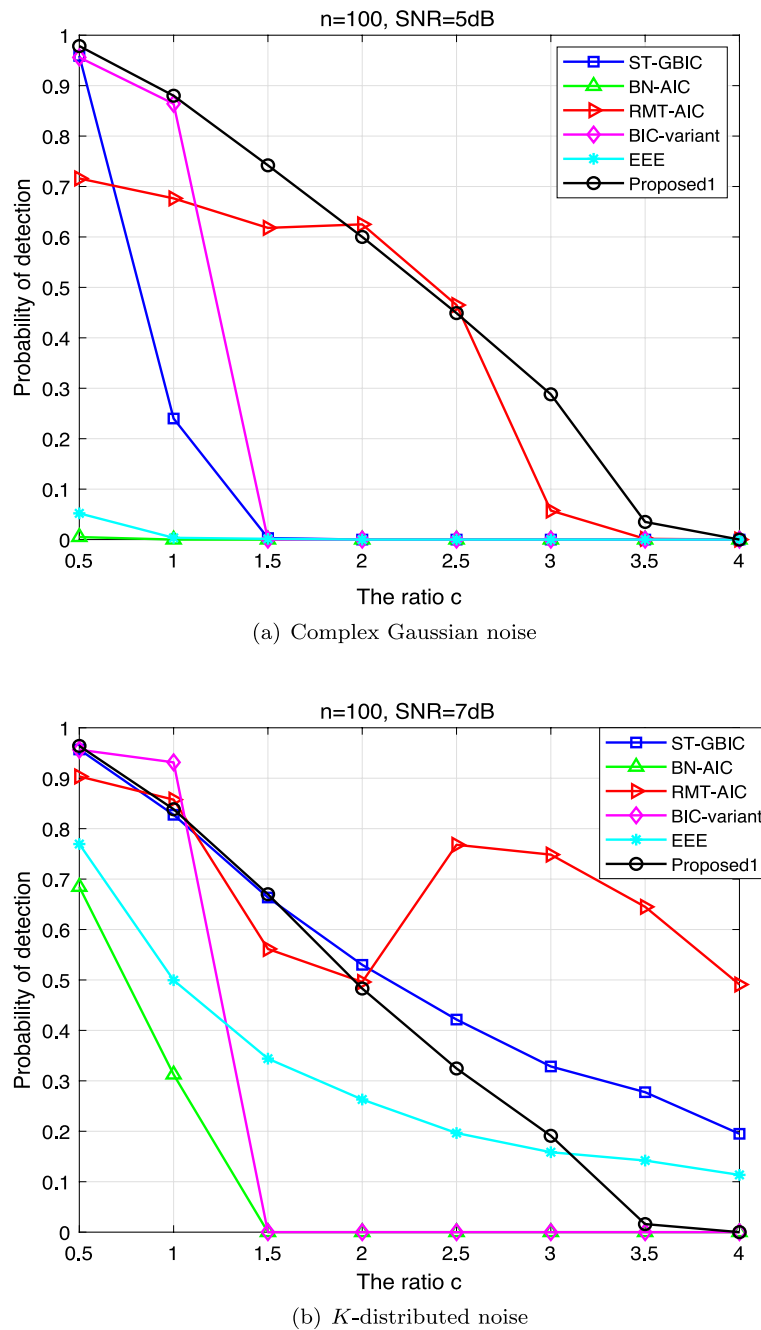 n=100, SNR=5dB
1
0.9
0.8
0.7
0.6
0.5
0.4
0.3
0.2
0.1
0
Probability of detection
ST-GBIC
BN-AIC
RMT-AIC
BIC-variant
EEE
Proposed1
0.5 1 1.5 2 2.5 3 3.5 4
The ratio c
(a) Complex Gaussian noise
n=100, SNR=7dB
1
0.9
0.8
0.7
0.6
0.5
0.4
0.3
0.2
0.1
0
Probability of detection
ST-GBIC
BN-AIC
RMT-AIC
BIC-variant
EEE
Proposed1
0.5 1 1.5 2 2.5 3 3.5 4
The ratio c
(b) K-distributed noise